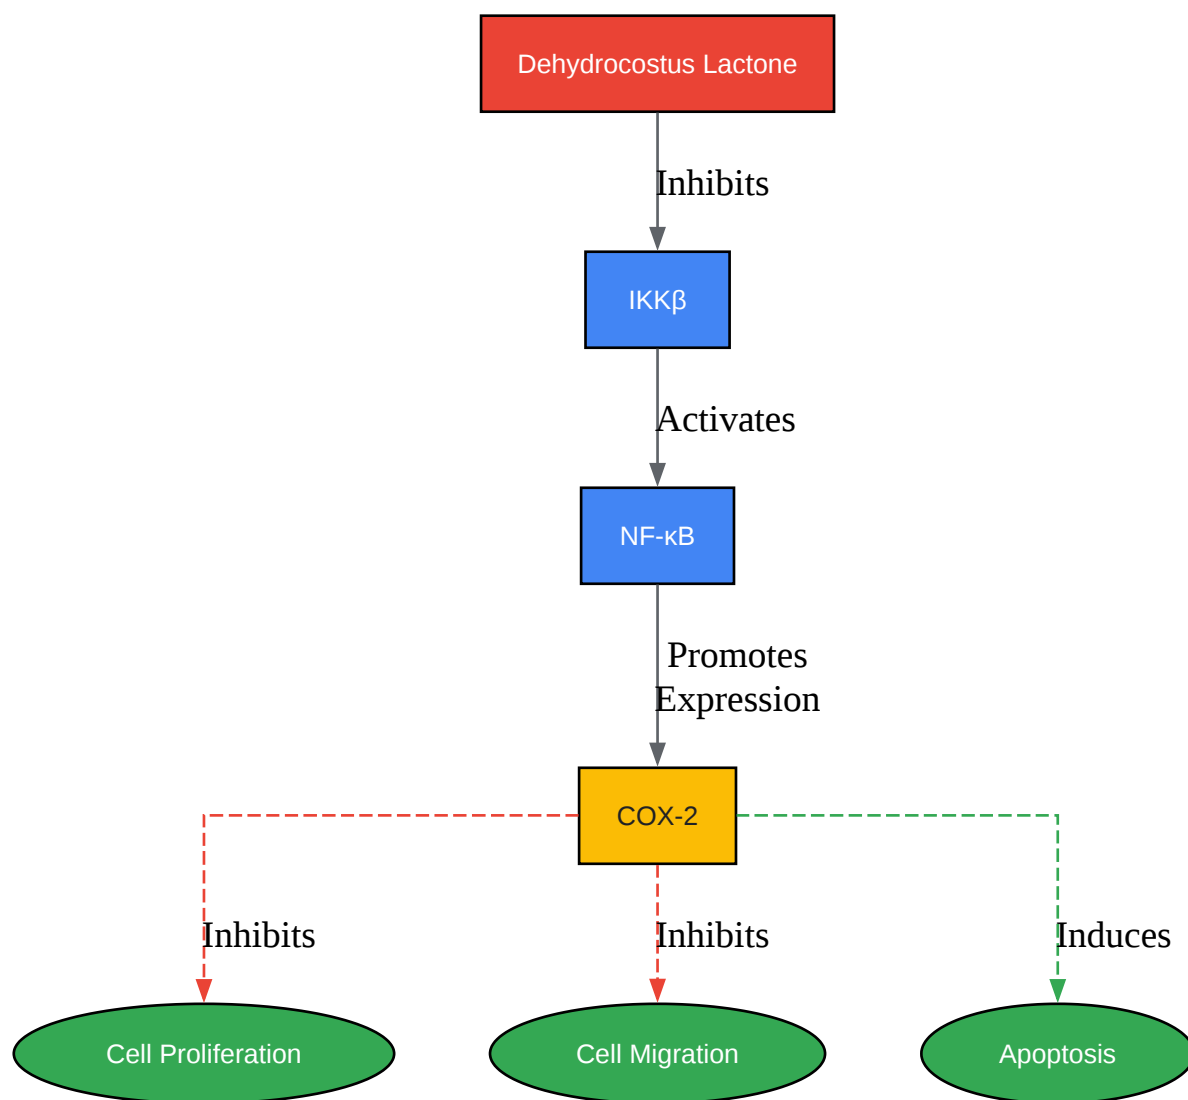 Dehydrocostus Lactone
Inhibits
IKKβ
Activates
NF-κB
Promotes
Expression
COX-2
Inhibits
Inhibits
Induces
Cell Proliferation
Cell Migration
Apoptosis